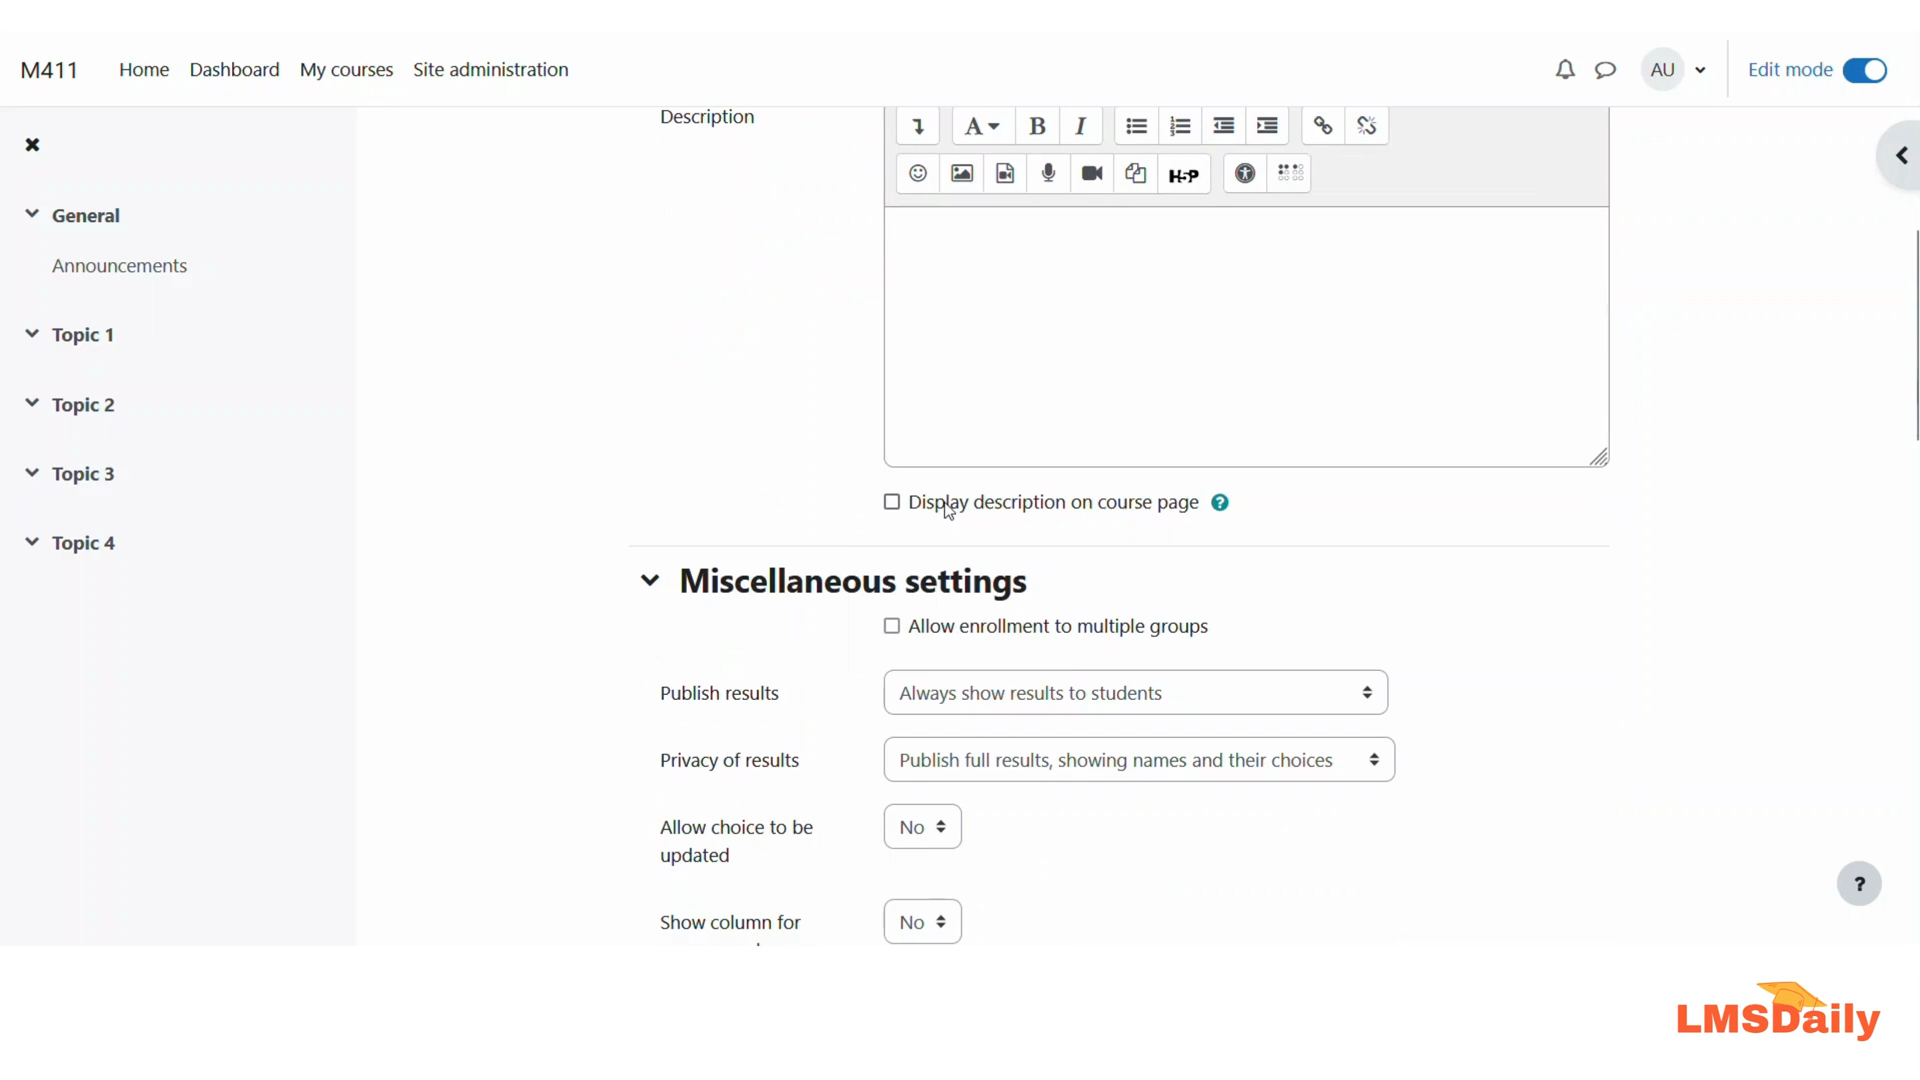 M411 Home Dashboard My courses Site administration AU Edit mode
General
Announcements
Topic 1
Topic 2
Topic 3
Topic 4
Description
A B I
H5P
Display description on course page ?
Miscellaneous settings
Allow enrollment to multiple groups
Publish results Always show results to students
Privacy of results Publish full results, showing names and their choices
Allow choice to be
updated
No
Show column for No
?
LMSDaily